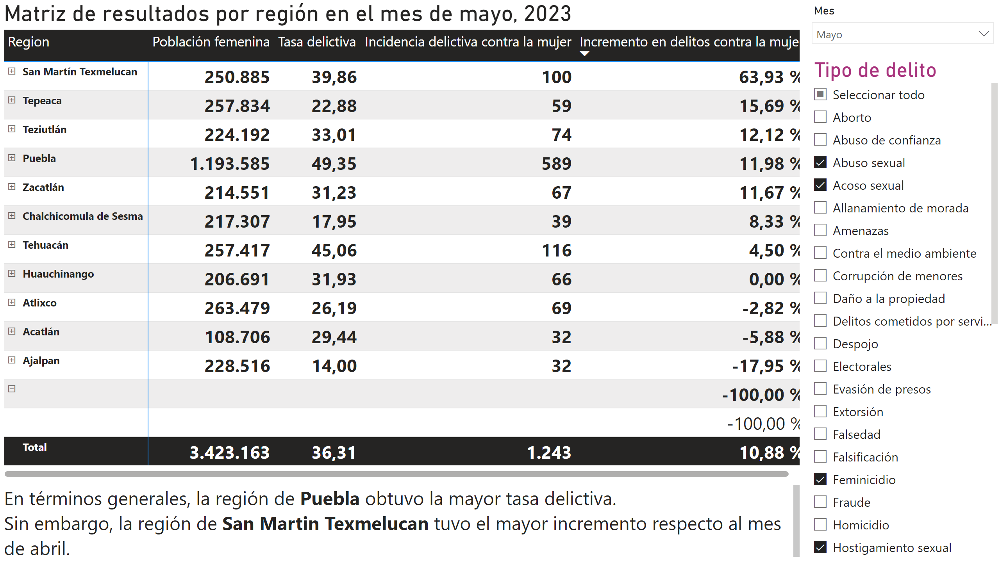 Matriz de resultados por región en el mes de mayo, 2023
Region Población femenina Tasa delictiva Incidencia delictiva contra la mujer Incremento en delitos contra la muje
San Martín Texmelucan 250.885 39,86 100 63,93 %
Tepeaca 257.834 22,88 59 15,69 %
Teziutlán 224.192 33,01 74 12,12 %
Puebla 1.193.585 49,35 589 11,98 %
Zacatlán 214.551 31,23 67 11,67 %
Chalchicomula de Sesma 217.307 17,95 39 8,33 %
Tehuacán 257.417 45,06 116 4,50 %
Huauchinango 206.691 31,93 66 0,00 %
Atlixco 263.479 26,19 69 -2,82 %
Acatlán 108.706 29,44 32 -5,88 %
Ajalpan 228.516 14,00 32 -17,95 %
-100,00 %
-100,00 %
Total 3.423.163 36,31 1.243 10,88 %
En términos generales, la región de Puebla obtuvo la mayor tasa delictiva.
Sin embargo, la región de San Martin Texmelucan tuvo el mayor incremento respecto al mes
de abril.
Mes
Mayo
Tipo de delito
Seleccionar todo
Aborto
Abuso de confianza
Abuso sexual
Acoso sexual
Allanamiento de morada
Amenazas
Contra el medio ambiente
Corrupción de menores
Daño a la propiedad
Delitos cometidos por servi...
Despojo
Electorales
Evasión de presos
Extorsión
Falsedad
Falsificación
Feminicidio
Fraude
Homicidio
Hostigamiento sexual